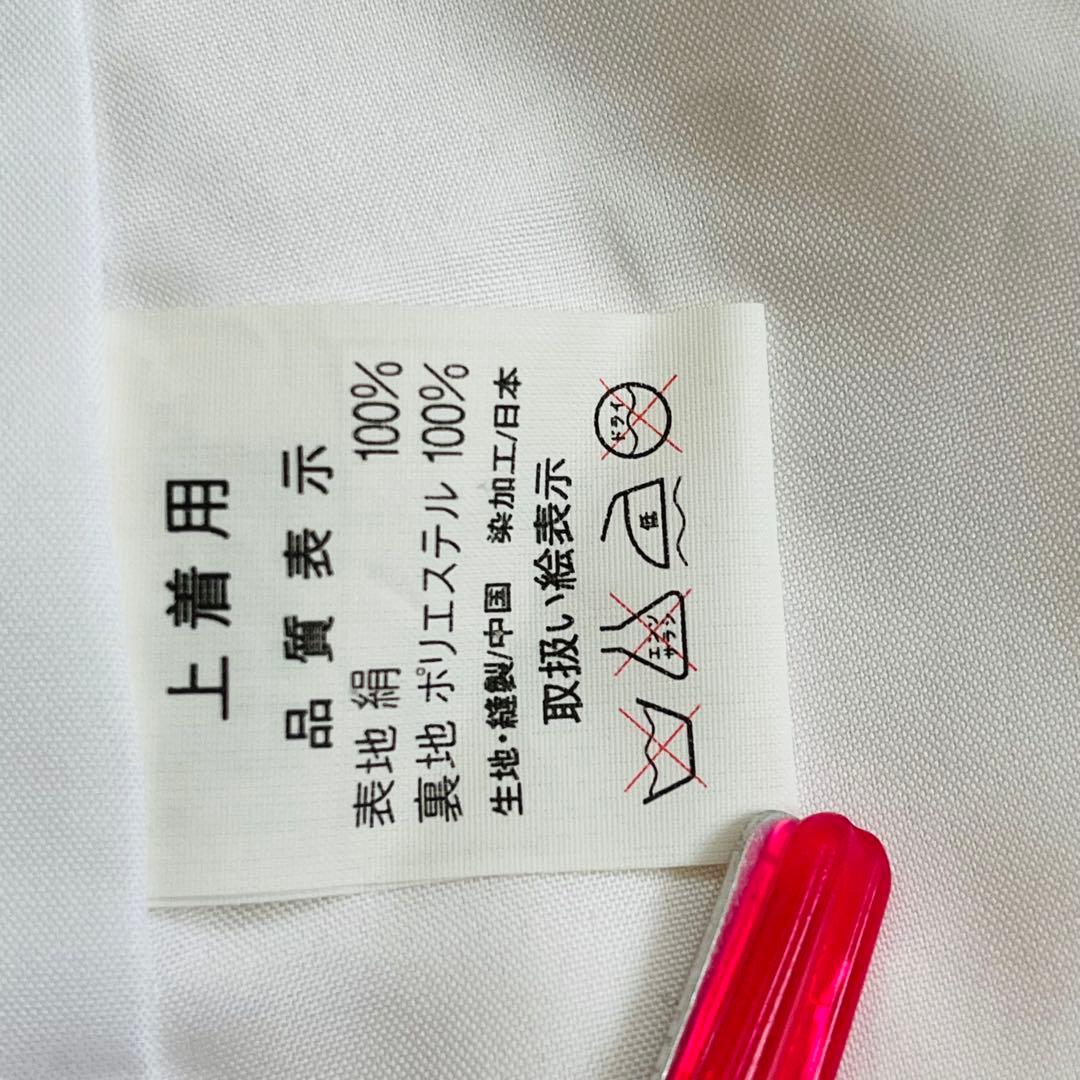 上着用
品質表示
表地 絹 100%
裏地 ポリエステル 100%
生地・縫製/中国 染加工/日本
取扱い絵表示
エンソ
サラシ
低
ドライ